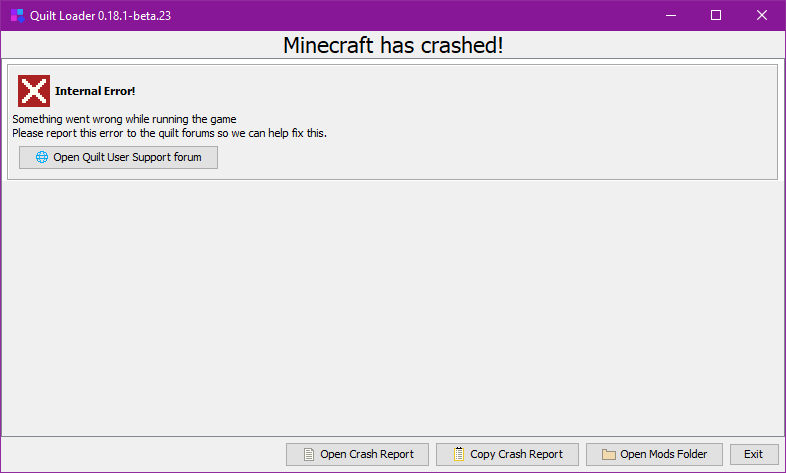 Quilt Loader 0.18.1-beta.23
Minecraft has crashed!
Internal Error!
Something went wrong while running the game
Please report this error to the quilt forums so we can help fix this.
Open Quilt User Support forum
Open Crash Report
Copy Crash Report
Open Mods Folder
Exit